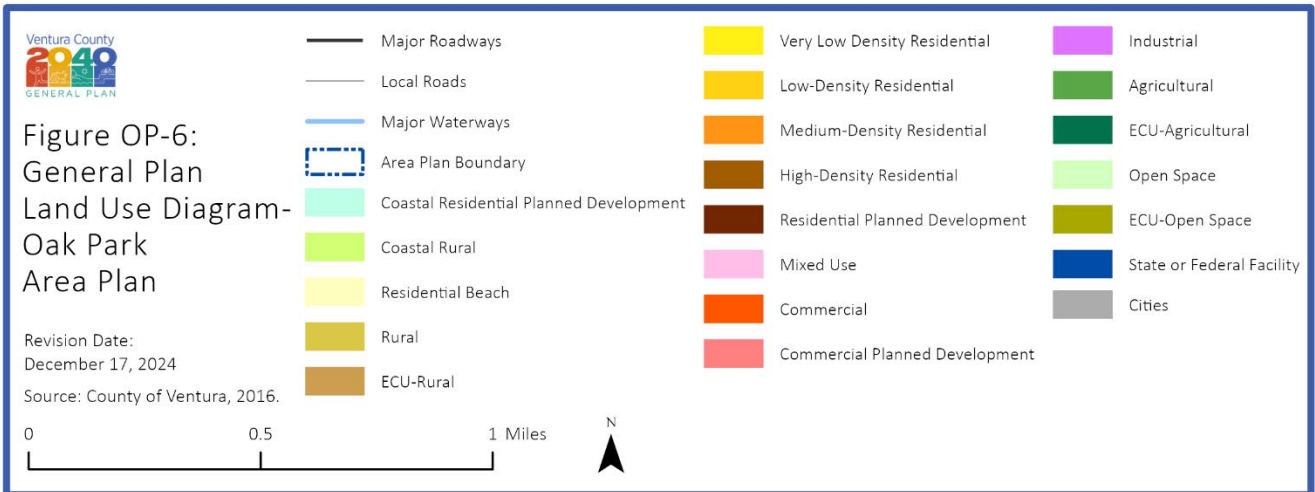 Ventura County
2040
GENERAL PLAN
Figure OP-6:
General Plan
Land Use Diagram-
Oak Park
Area Plan
Revision Date:
December 17, 2024
Source: County of Ventura, 2016.
Major Roadways
Local Roads
Major Waterways
Area Plan Boundary
Coastal Residential Planned Development
Coastal Rural
Residential Beach
Rural
ECU-Rural
Very Low Density Residential
Low-Density Residential
Medium-Density Residential
High-Density Residential
Residential Planned Development
Mixed Use
Commercial
Commercial Planned Development
Industrial
Agricultural
ECU-Agricultural
Open Space
ECU-Open Space
State or Federal Facility
Cities
0 0.5 1 Miles
N